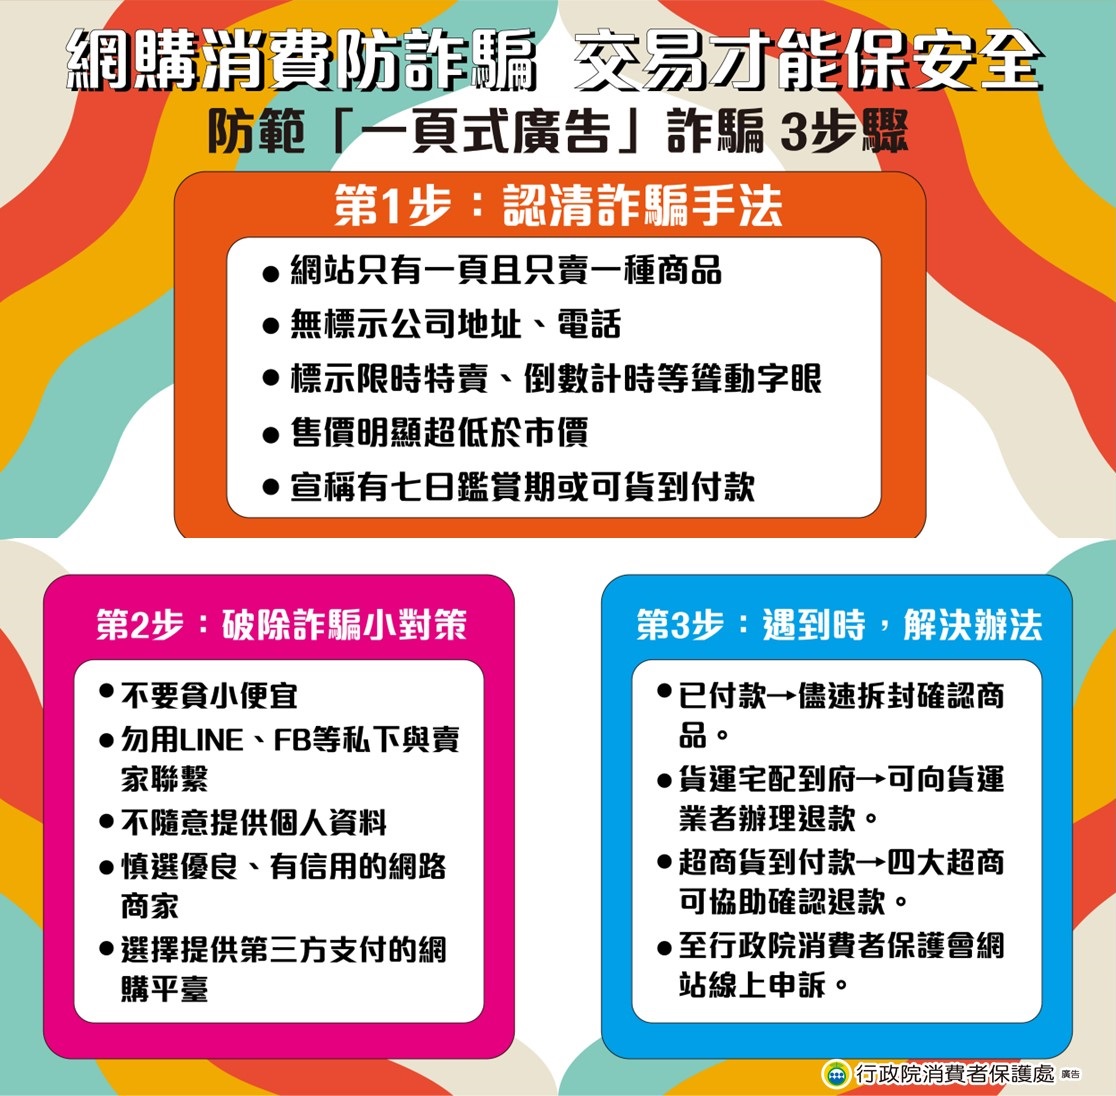 網購消費防詐騙 交易才能保安全
防範「一頁式廣告」詐騙 3步驟
第1步：認清詐騙手法
● 網站只有一頁且只賣一種商品
● 無標示公司地址、電話
● 標示限時特賣、倒數計時等聳動字眼
● 售價明顯超低於市價
● 宣稱有七日鑑賞期或可貨到付款
第2步：破除詐騙小對策
● 不要貪小便宜
● 勿用LINE、FB等私下與賣
家聯繫
● 不隨意提供個人資料
● 慎選優良、有信用的網路
商家
● 選擇提供第三方支付的網
購平臺
第3步：遇到時，解決辦法
● 已付款→儘速拆封確認商
品。
● 貨運宅配到府→可向貨運
業者辦理退款。
● 超商貨到付款→四大超商
可協助確認退款。
● 至行政院消費者保護會網
站線上申訴。
行政院消費者保護處 廣告